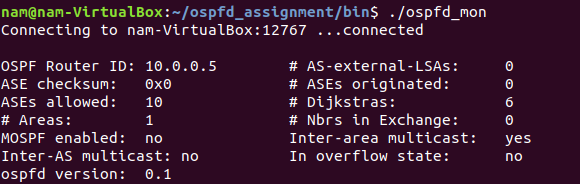 nam@nam-VirtualBox:~/ospfd_assignment/bin$ ./ospfd_mon
Connecting to nam-VirtualBox:12767 ...connected
OSPF Router ID: 10.0.0.5 # AS-external-LSAs: 0
ASE checksum: 0x0 # ASEs originated: 0
ASEs allowed: 10 # Dijkstras: 6
# Areas: 1 # Nbrs in Exchange: 0
MOSPF enabled: no Inter-area multicast: yes
Inter-AS multicast: no In overflow state: no
ospfd version: 0.1